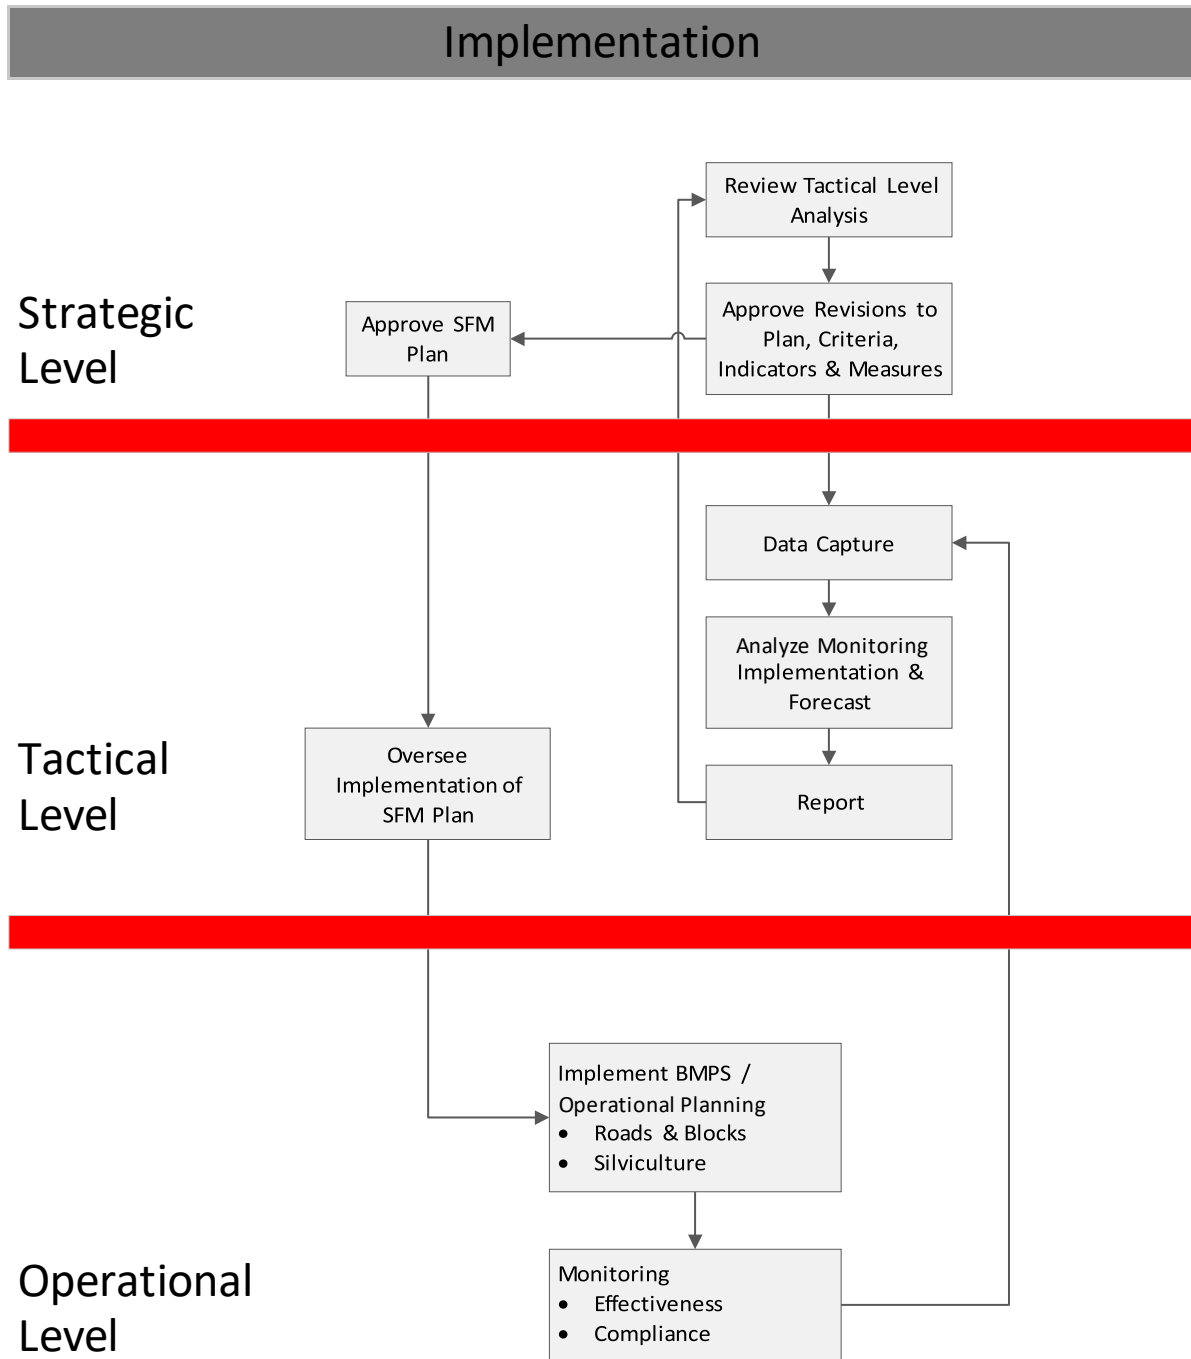 Implementation
Review Tactical Level
Analysis
Strategic
Level
Approve SFM
Plan
Approve Revisions to
Plan, Criteria,
Indicators & Measures
Data Capture
Analyze Monitoring
Implementation &
Forecast
Tactical
Level
Oversee
Implementation of
SFM Plan
Report
Implement BMPS /
Operational Planning
• Roads & Blocks
• Silviculture
Operational
Level
Monitoring
• Effectiveness
• Compliance